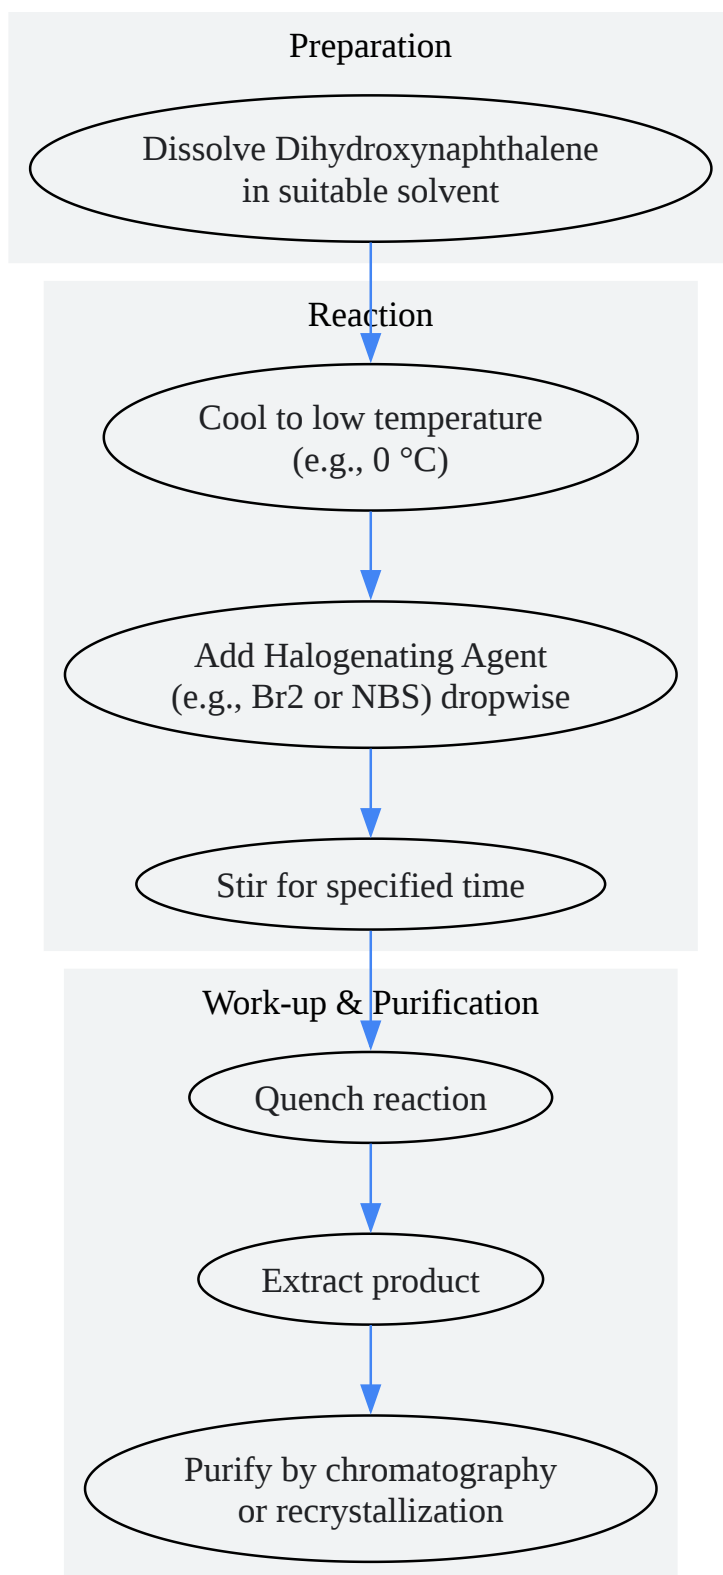 Preparation
Dissolve Dihydroxynaphthalene
in suitable solvent
Reaction
Cool to low temperature
(e.g., 0 °C)
Add Halogenating Agent
(e.g., Br2 or NBS) dropwise
Stir for specified time
Work-up & Purification
Quench reaction
Extract product
Purify by chromatography
or recrystallization